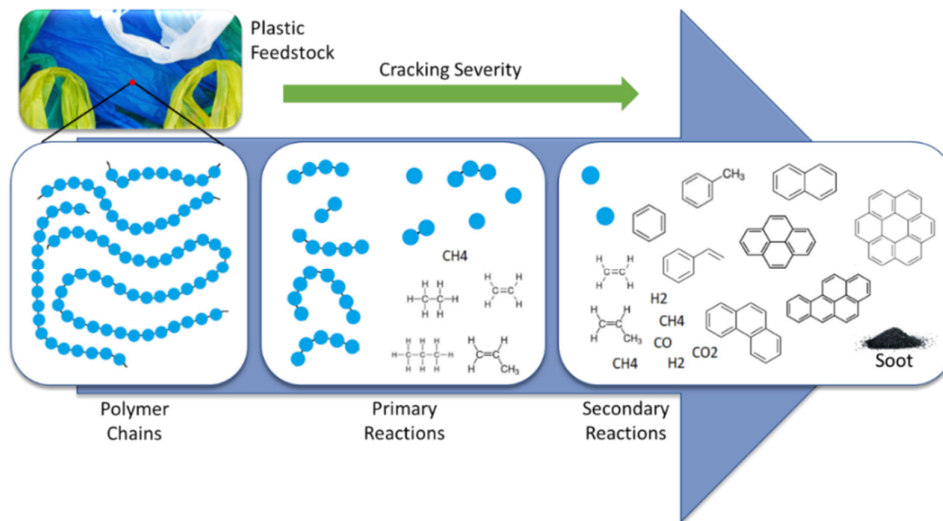 Plastic
Feedstock
Cracking Severity
CH4
H H
H-C-C-H
H H
H H
C=C
H H
H H H
H-C-C-C-H
H H H
H H
C=C
H CH₃
CH₃
H H
C=C
H H
H2
H H
C=C
H CH₃
CH4
CO
CO2
CH4
H2
Soot
Polymer
Chains
Primary
Reactions
Secondary
Reactions